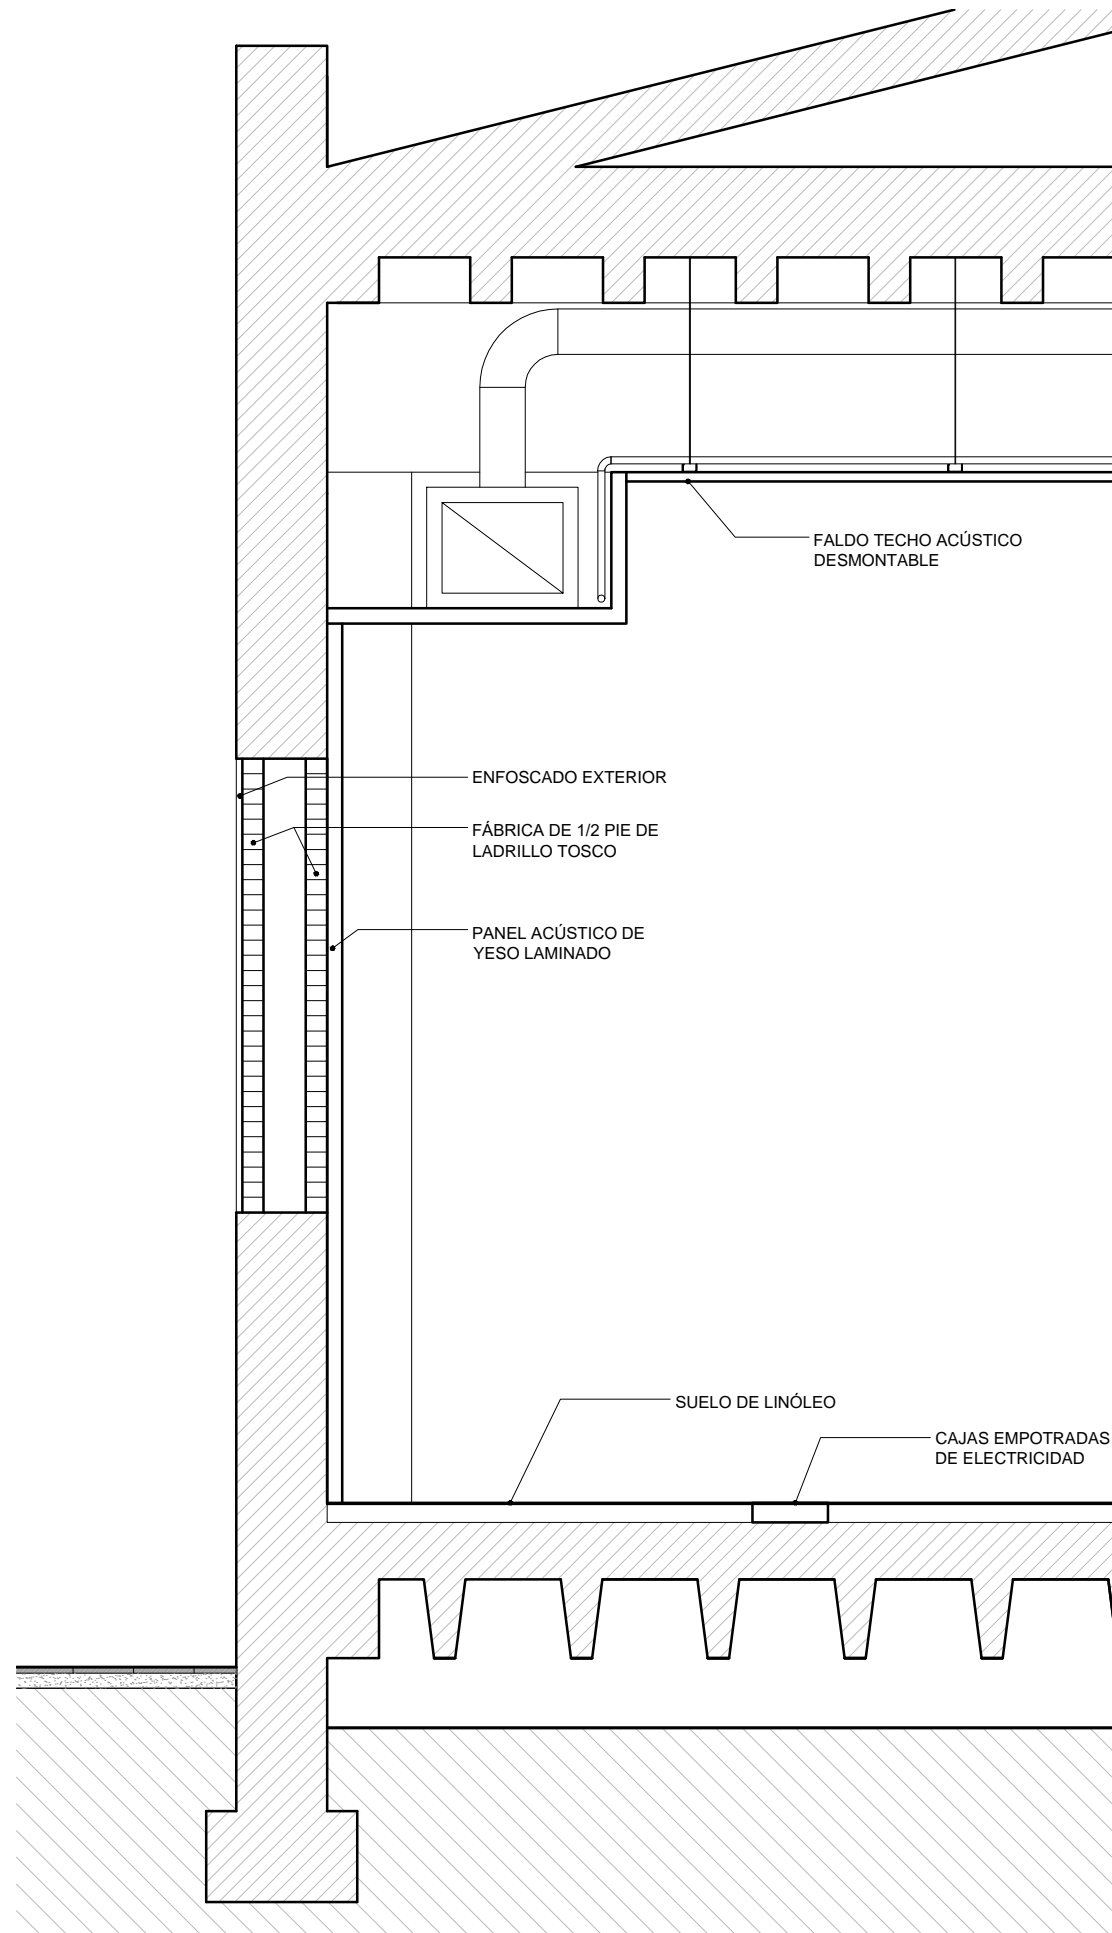 FALDO TECHO ACÚSTICO
DESMONTABLE
ENFOSCADO EXTERIOR
FÁBRICA DE 1/2 PIE DE
LADRILLO TOSCO
PANEL ACÚSTICO DE
YESO LAMINADO
SUELO DE LINÓLEO
CAJAS EMPOTRADAS
DE ELECTRICIDAD